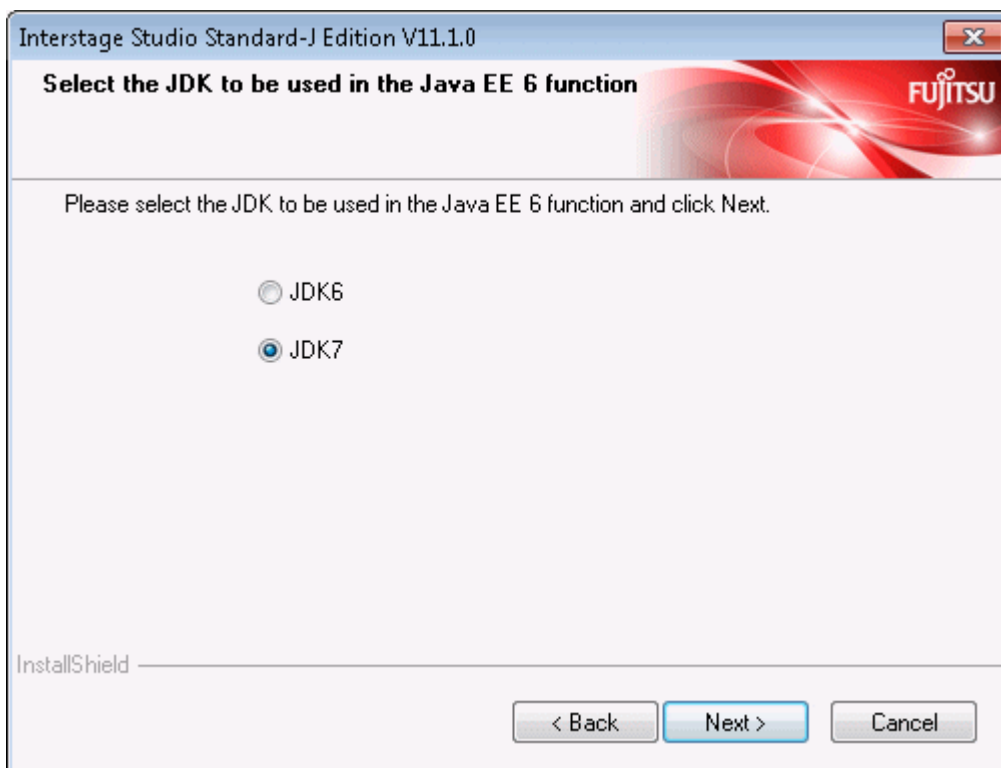 Interstage Studio Standard-J Edition V11.1.0
Select the JDK to be used in the Java EE 6 function
FUJITSU
Please select the JDK to be used in the Java EE 6 function and click Next.
JDK6
JDK7
InstallShield
< Back
Next >
Cancel